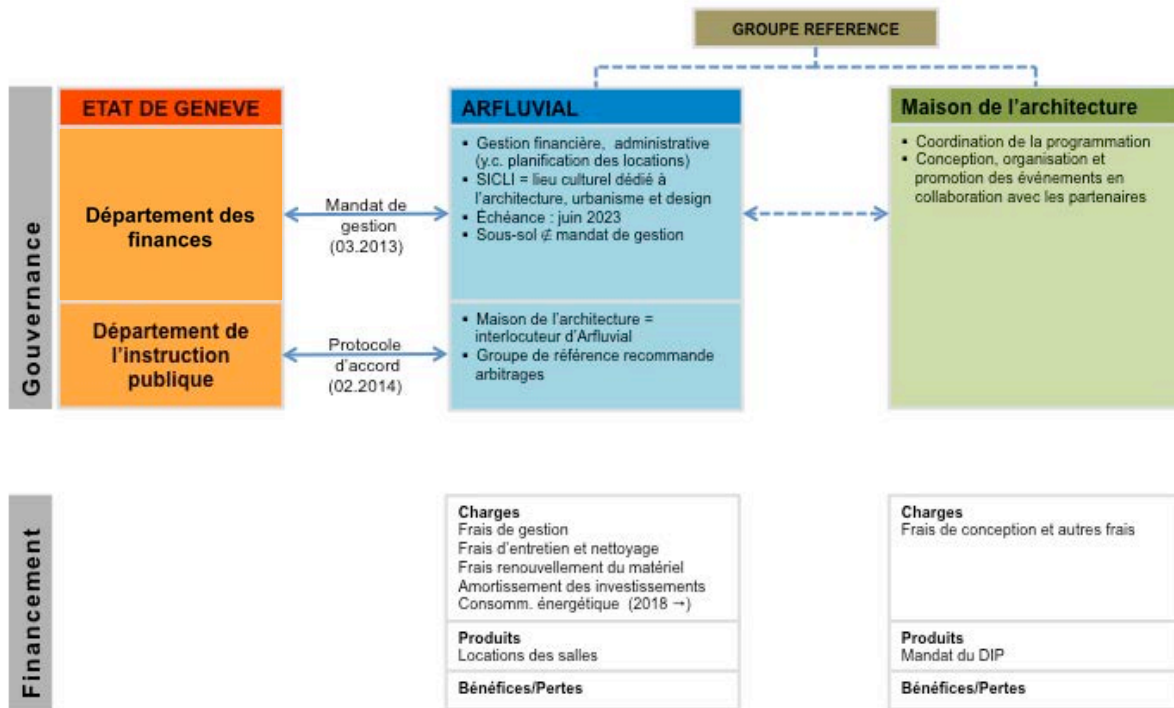 GROUPE REFERENCE
Gouvernance
ETAT DE GENEVE
Département des
finances
Département de
l'instruction
publique
Mandat de
gestion
(03.2013)
Protocole
d'accord
(02.2014)
ARFLUVIAL
▪ Gestion financière, administrative
(y.c. planification des locations)
▪ SICLI = lieu culturel dédié à
l'architecture, urbanisme et design
▪ Échéance : juin 2023
▪ Sous-sol ∉ mandat de gestion
▪ Maison de l'architecture =
interlocuteur d'Arfluvial
▪ Groupe de référence recommande
arbitrages
Maison de l'architecture
▪ Coordination de la programmation
▪ Conception, organisation et
promotion des événements en
collaboration avec les partenaires
Financement
Charges
Frais de gestion
Frais d'entretien et nettoyage
Frais renouvellement du matériel
Amortissement des investissements
Consomm. énergétique (2018 →)
Produits
Locations des salles
Bénéfices/Pertes
Charges
Frais de conception et autres frais
Produits
Mandat du DIP
Bénéfices/Pertes